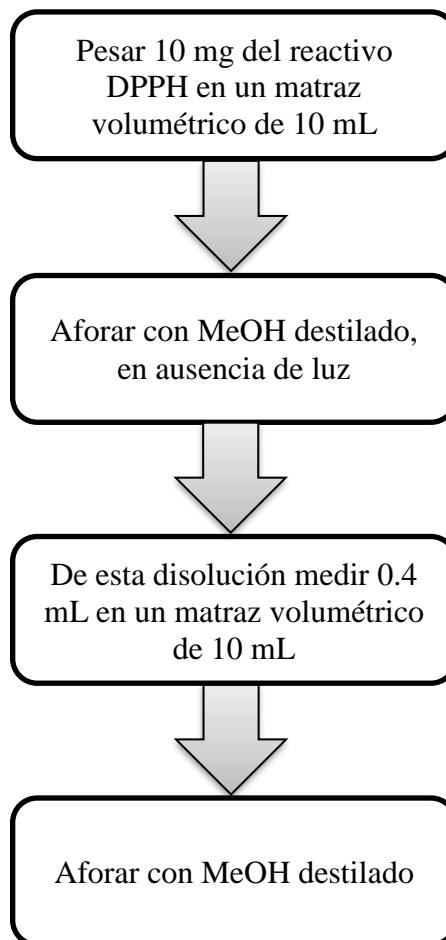 Pesar 10 mg del reactivo
DPPH en un matraz
volumétrico de 10 mL
Aforar con MeOH destilado,
en ausencia de luz
De esta disolución medir 0.4
mL en un matraz volumétrico
de 10 mL
Aforar con MeOH destilado